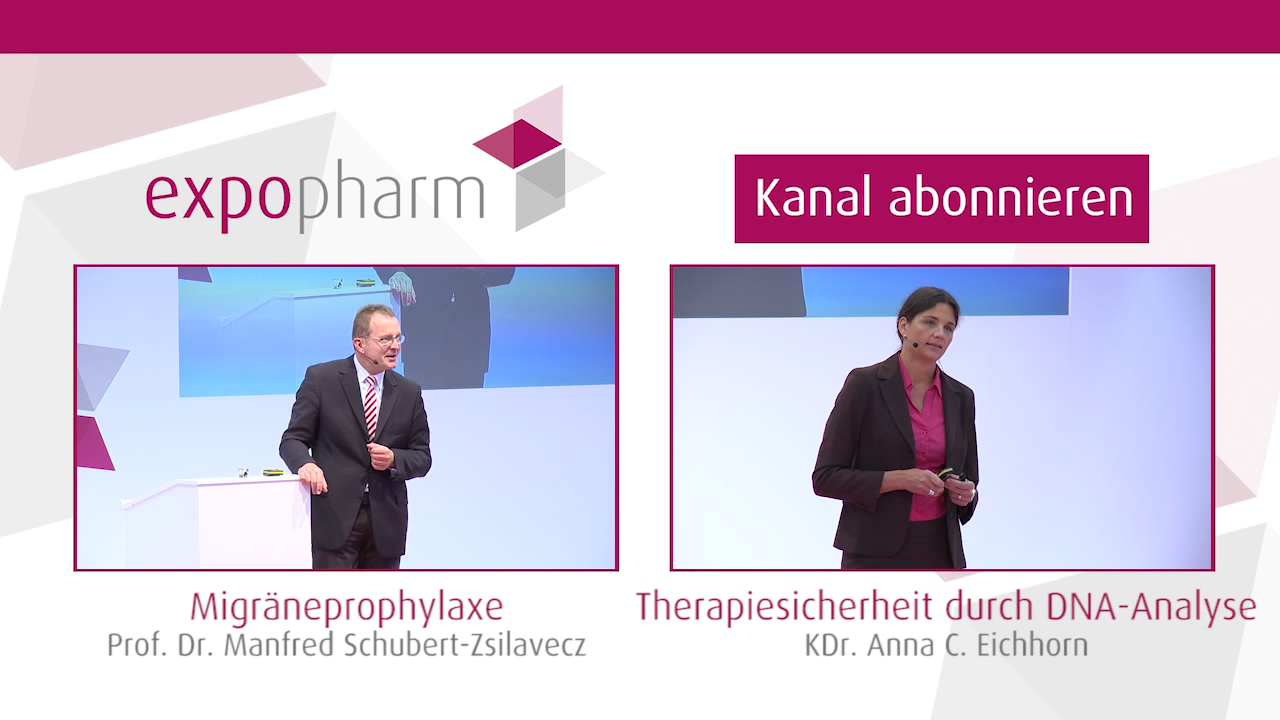 expopharm
Kanal abonnieren
Migräneprophylaxe
Prof. Dr. Manfred Schubert-Zsilavecz
Therapiesicherheit durch DNA-Analyse
KDr. Anna C. Eichhorn